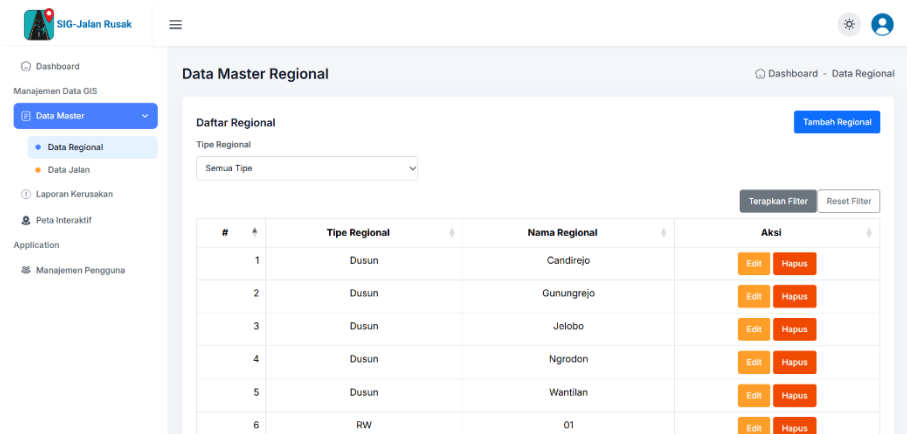 SIG-Jalan Rusak
Dashboard
Manajemen Data GIS
Data Master
Data Regional
Data Jalan
Laporan Kerusakan
Peta Interaktif
Application
Manajemen Pengguna
Data Master Regional
Dashboard - Data Regional
Daftar Regional
Tambah Regional
Tipe Regional
Semua Tipe
Terapkan Filter Reset Filter
# Tipe Regional Nama Regional Aksi
1 Dusun Candirejo Edit Hapus
2 Dusun Gunungrejo Edit Hapus
3 Dusun Jelobo Edit Hapus
4 Dusun Ngrodon Edit Hapus
5 Dusun Wantilan Edit Hapus
6 RW 01 Edit Hapus